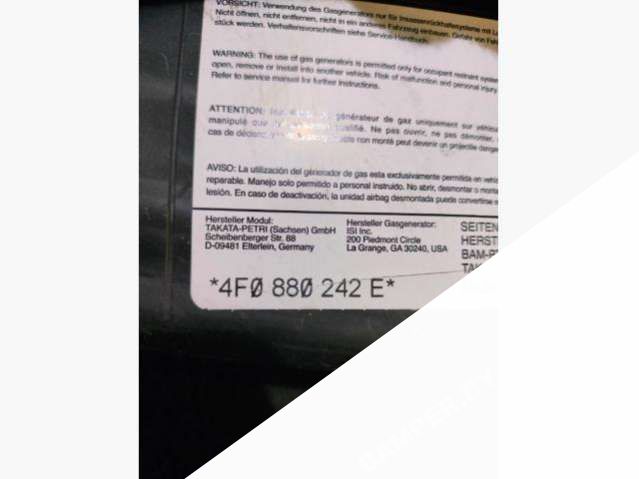 VORSICHT: Verwendung des Gasgenerators nur für Insassenrückhaltesysteme mit
Nicht öffnen, nicht entfernen, nicht in ein anderes Fahrzeug einbauen. Gefahr von
stück werden. Verhaltensvorschriften siehe Service-Handbuch.
WARNING: The use of gas generators is permitted only for occupant restraint
open, remove or install into another vehicle. Risk of malfunction and personal injury
Refer to service manual for further instructions.
ATTENTION: générateur de gaz uniquement sur
manipulé que Ne pas ouvrir, ne pas démonter,
cas de non monté peut devenir un projectile
AVISO: La utilización del generador de gas esta exclusivamente permitida en
reparable. Manejo solo permitido a personal instruido. No abrir, desmontar o
lesión. En caso de deactivación, la unidad airbag desmontada puede convertirse
Hersteller Modul:
TAKATA-PETRI (Sachsen) GmbH
Scheibenberger Str. 88
D-09481 Elterlein, Germany
Hersteller Gasgenerator:
ISI Inc.
200 Piedmont Circle
La Grange, GA 30240, USA
SEITEN
HERST
BAM-P
TAK
*4F0 880 242 E*